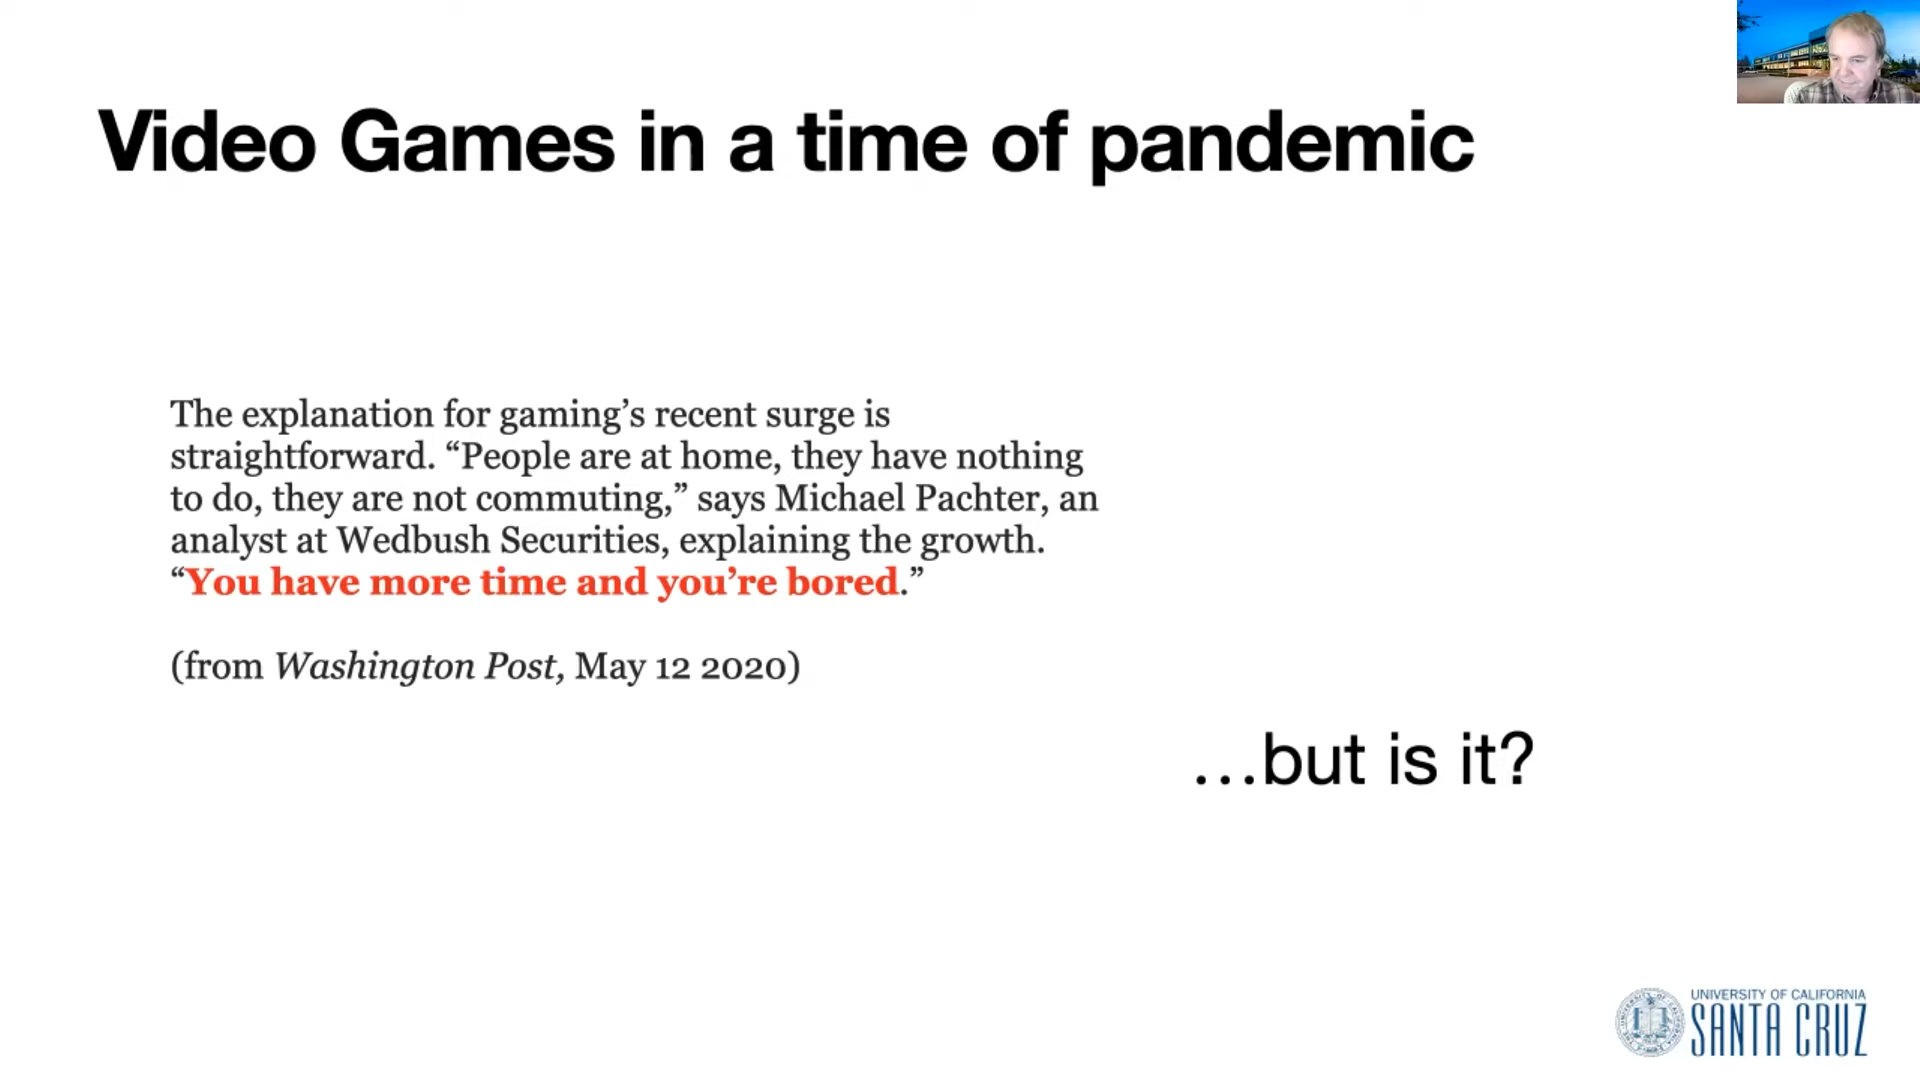 Video Games in a time of pandemic
The explanation for gaming’s recent surge is
straightforward. “People are at home, they have nothing
to do, they are not commuting,” says Michael Pachter, an
analyst at Wedbush Securities, explaining the growth.
“You have more time and you’re bored.”
(from Washington Post, May 12 2020)
…but is it?
UNIVERSITY OF CALIFORNIA
SANTA CRUZ